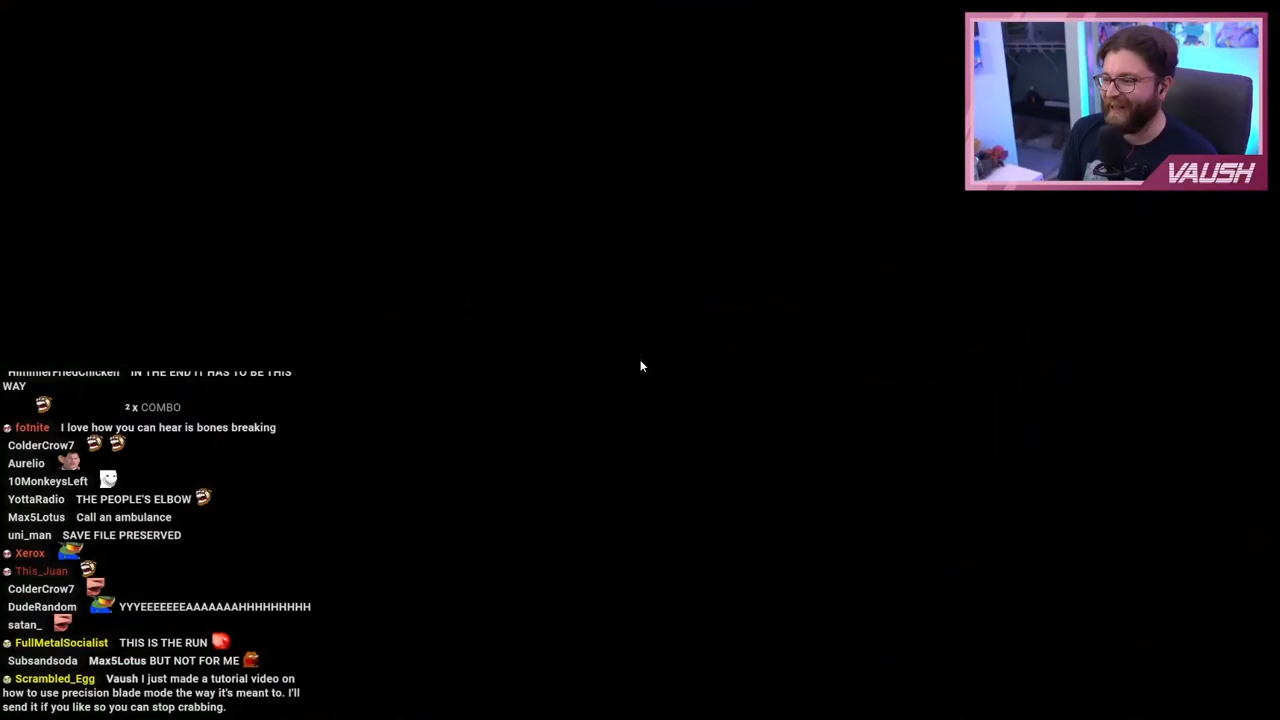 VAUSH
HimmlerFriedChicken IN THE END IT HAS TO BE THIS
WAY
2 x COMBO
fotnite I love how you can hear is bones breaking
ColderCrow7
Aurelio
10MonkeysLeft
YottaRadio THE PEOPLE'S ELBOW
Max5Lotus Call an ambulance
uni_man SAVE FILE PRESERVED
Xerox
This_Juan
ColderCrow7
DudeRandom YYYEEEEEEEAAAAAAAHHHHHHHHH
satan_
FullMetalSocialist THIS IS THE RUN
Subsandsoda Max5Lotus BUT NOT FOR ME
Scrambled_Egg Vaush I just made a tutorial video on
how to use precision blade mode the way it's meant to. I'll
send it if you like so you can stop crabbing.